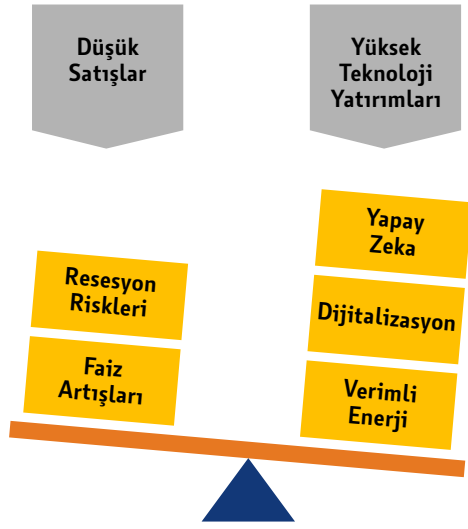 Düşük
Satışlar
Yüksek
Teknoloji
Yatırımları
Resesyon
Riskleri
Faiz
Artışları
Yapay
Zeka
Dijitalizasyon
Verimli
Enerji